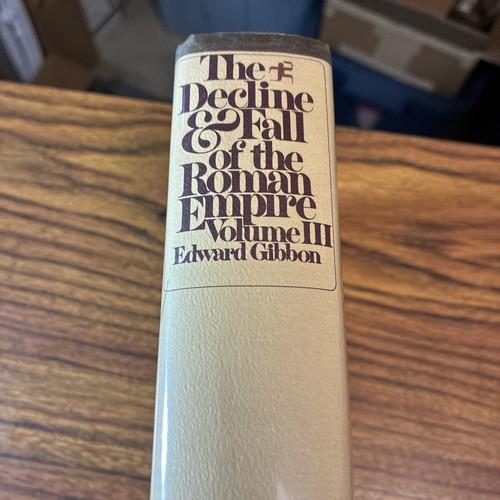 The
Decline
& Fall
of the
Roman
Empire
Volume III
Edward Gibbon